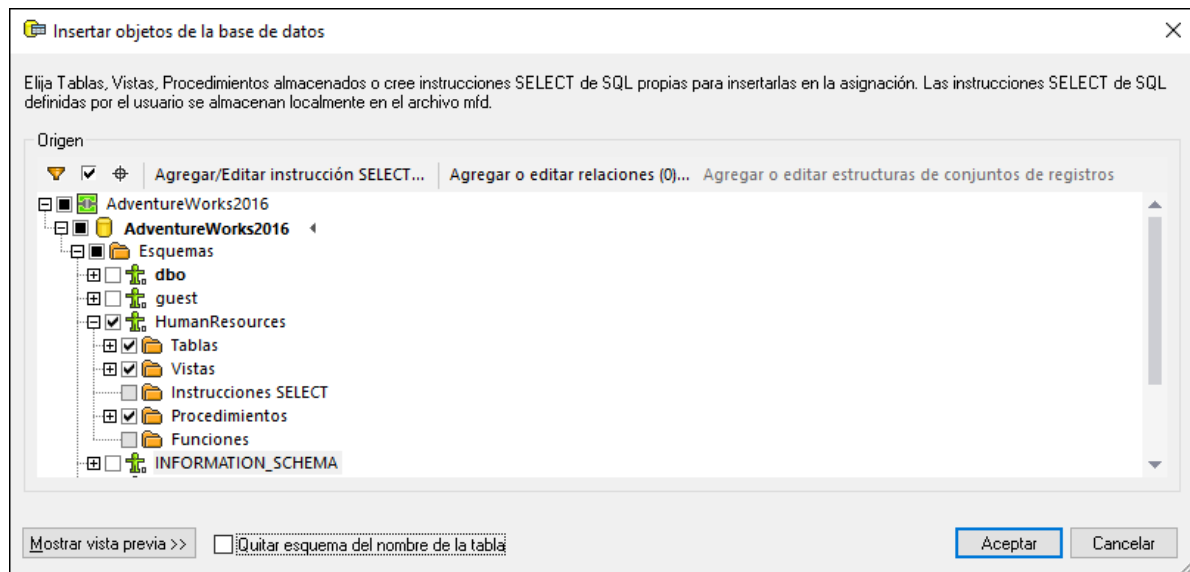 Insertar objetos de la base de datos
Elija Tablas, Vistas, Procedimientos almacenados o cree instrucciones SELECT de SQL propias para insertarlas en la asignación. Las instrucciones SELECT de SQL
definidas por el usuario se almacenan localmente en el archivo mfd.
Origen
Agregar/Editar instrucción SELECT... Agregar o editar relaciones (0)... Agregar o editar estructuras de conjuntos de registros
AdventureWorks2016
AdventureWorks2016
Esquemas
dbo
guest
HumanResources
Tablas
Vistas
Instrucciones SELECT
Procedimientos
Funciones
INFORMATION_SCHEMA
Mostrar vista previa >> Quitar esquema del nombre de la tabla Aceptar Cancelar